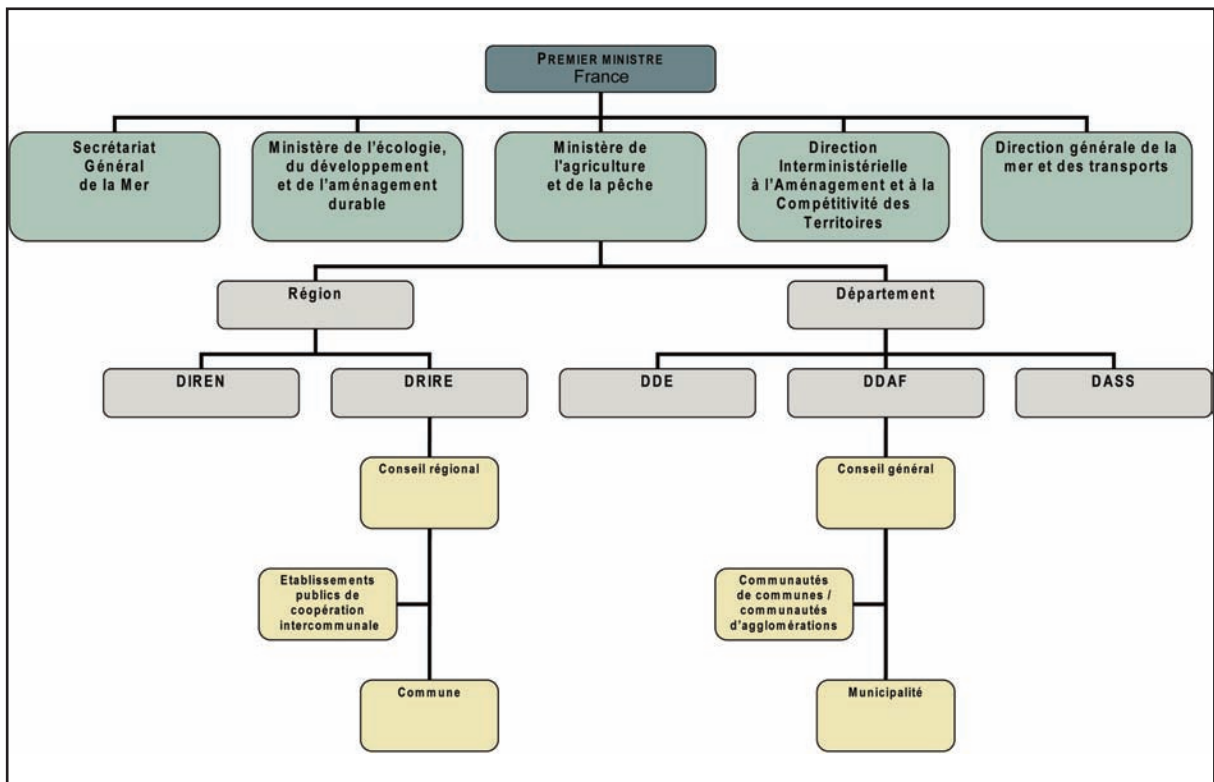 PREMIER MINISTRE
France
Secrétariat
Général
de la Mer
Ministère de l'écologie,
du développement
et de l'aménagement
durable
Ministère de
l'agriculture
et de la pêche
Direction
Interministérielle
à l'Aménagement et à la
Compétitivité des
Territoires
Direction générale de la
mer et des transports
Région
Département
DIREN
DRIRE
DDE
DDAF
DASS
Conseil régional
Conseil général
Etablissements
publics de
coopération
intercommunale
Communautés
de communes /
communautés
d'agglomérations
Commune
Municipalité